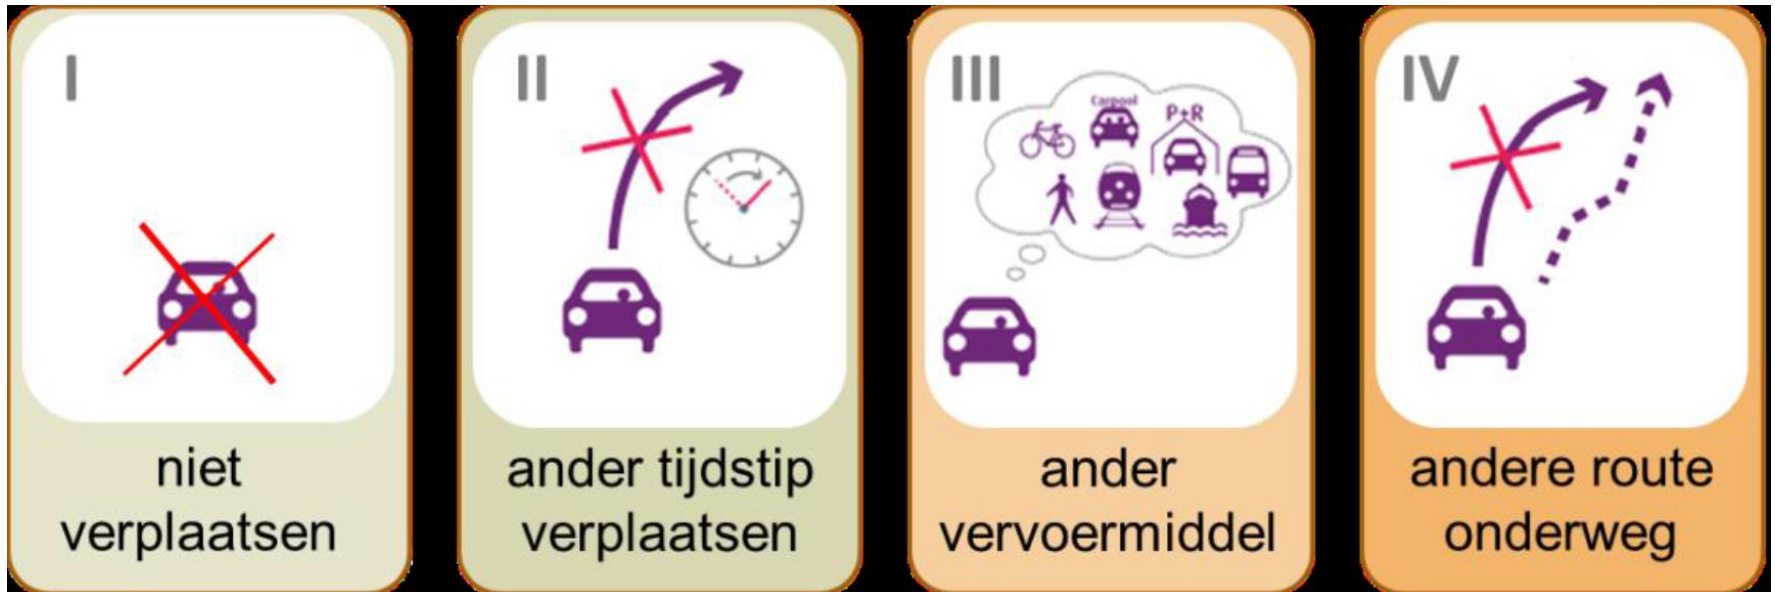 I
niet
verplaatsen
II
ander tijdstip
verplaatsen
III
Carpool
P+R
ander
vervoermiddel
IV
andere route
onderweg